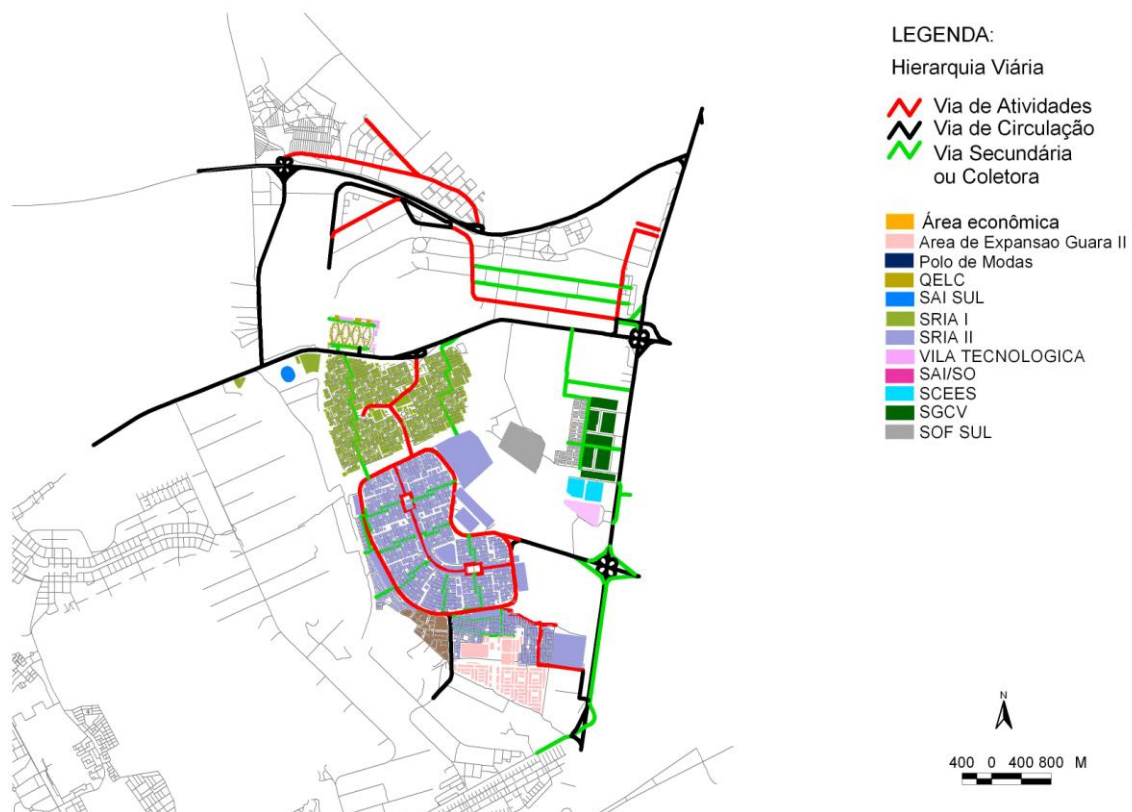 LEGENDA:
Hierarquia Viária
Via de Atividades
Via de Circulação
Via Secundária
ou Coletora
Área econômica
Area de Expansao Guara II
Polo de Modas
QELC
SAI SUL
SRIA I
SRIA II
VILA TECNOLOGICA
SAI/SO
SCEES
SGCV
SOF SUL
N
400 0 400 800 M